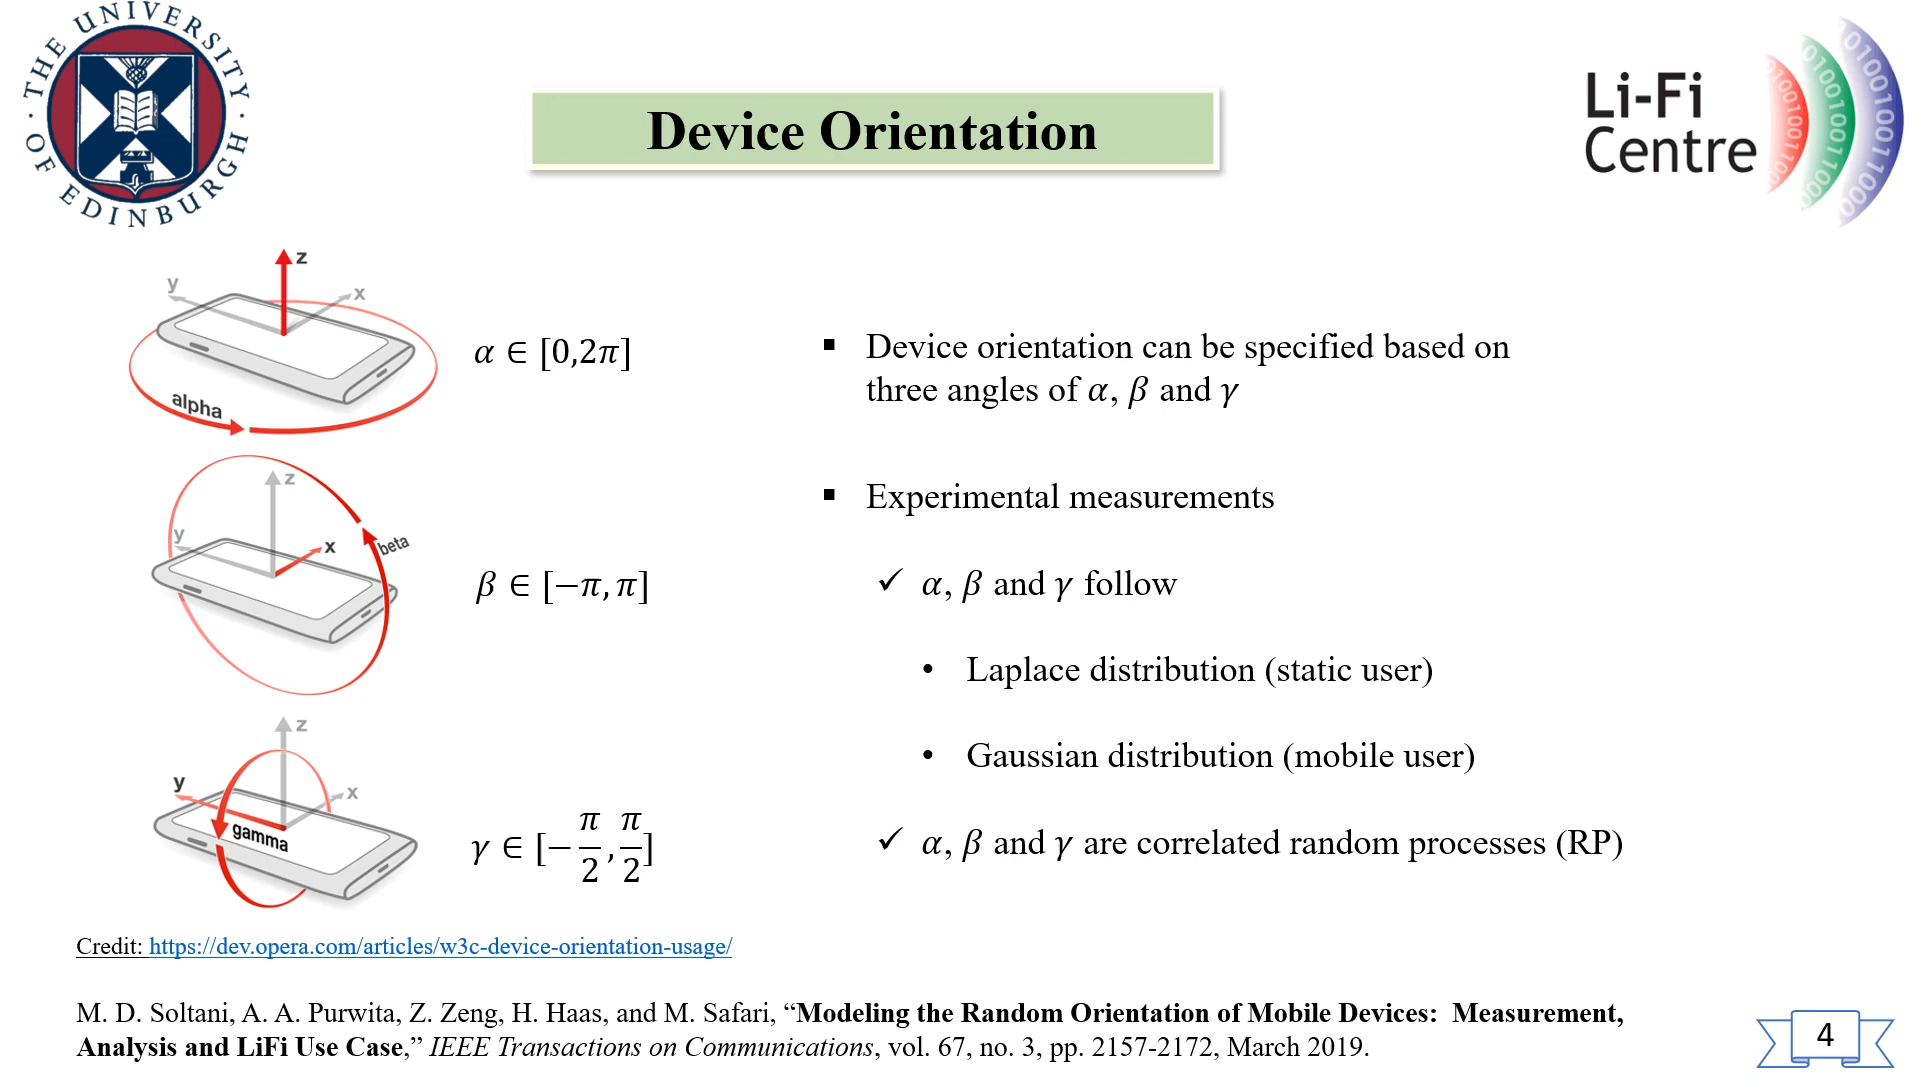 THE UNIVERSITY OF EDINBURGH
Li-Fi
Centre
Device Orientation
z
y
x
alpha
α ∈ [0,2π]
z
y
x
beta
β ∈ [−π, π]
z
y
x
gamma
γ ∈ [−π/2, π/2]
▪ Device orientation can be specified based on
three angles of α, β and γ
▪ Experimental measurements
✓ α, β and γ follow
• Laplace distribution (static user)
• Gaussian distribution (mobile user)
✓ α, β and γ are correlated random processes (RP)
Credit: https://dev.opera.com/articles/w3c-device-orientation-usage/
M. D. Soltani, A. A. Purwita, Z. Zeng, H. Haas, and M. Safari, “Modeling the Random Orientation of Mobile Devices: Measurement,
Analysis and LiFi Use Case,” IEEE Transactions on Communications, vol. 67, no. 3, pp. 2157-2172, March 2019.
4